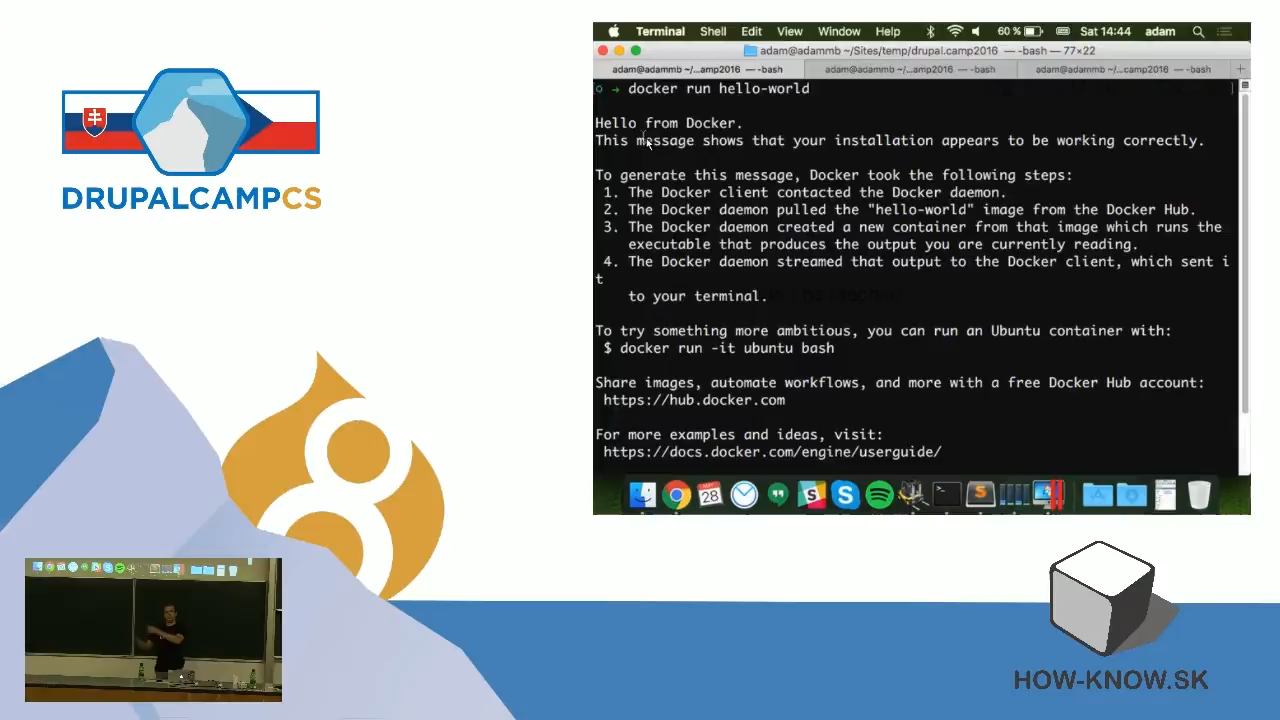 DRUPALCAMPCS
Terminal Shell Edit View Window Help 60 % Sat 14:44 adam
adam@adammb ~/Sites/temp/drupal.camp2016 — -bash — 77×22
adam@adammb ~/...amp2016 — -bash adam@adammb ~/...amp2016 — -bash adam@adammb ~/...camp2016 — -bash +
docker run hello-world
Hello from Docker.
This message shows that your installation appears to be working correctly.
To generate this message, Docker took the following steps:
1. The Docker client contacted the Docker daemon.
2. The Docker daemon pulled the "hello-world" image from the Docker Hub.
3. The Docker daemon created a new container from that image which runs the
executable that produces the output you are currently reading.
4. The Docker daemon streamed that output to the Docker client, which sent i
t
to your terminal.
To try something more ambitious, you can run an Ubuntu container with:
$ docker run -it ubuntu bash
Share images, automate workflows, and more with a free Docker Hub account:
https://hub.docker.com
For more examples and ideas, visit:
https://docs.docker.com/engine/userguide/
28
8
HOW-KNOW.SK